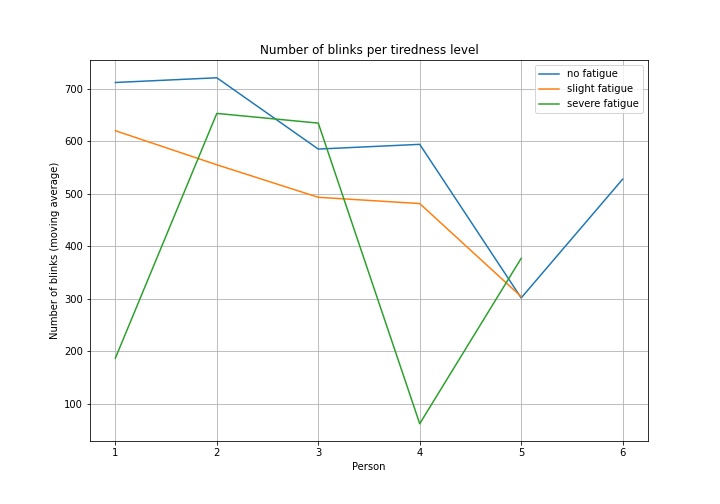 Number of blinks per tiredness level
no fatigue
slight fatigue
severe fatigue
Number of blinks (moving average)
700
600
500
400
300
200
100
1 2 3 4 5 6
Person